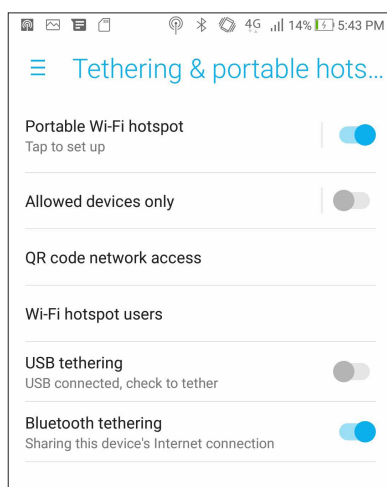 4G 14% 5:43 PM
Tethering & portable hots...
Portable Wi-Fi hotspot
Tap to set up
Allowed devices only
QR code network access
Wi-Fi hotspot users
USB tethering
USB connected, check to tether
Bluetooth tethering
Sharing this device's Internet connection